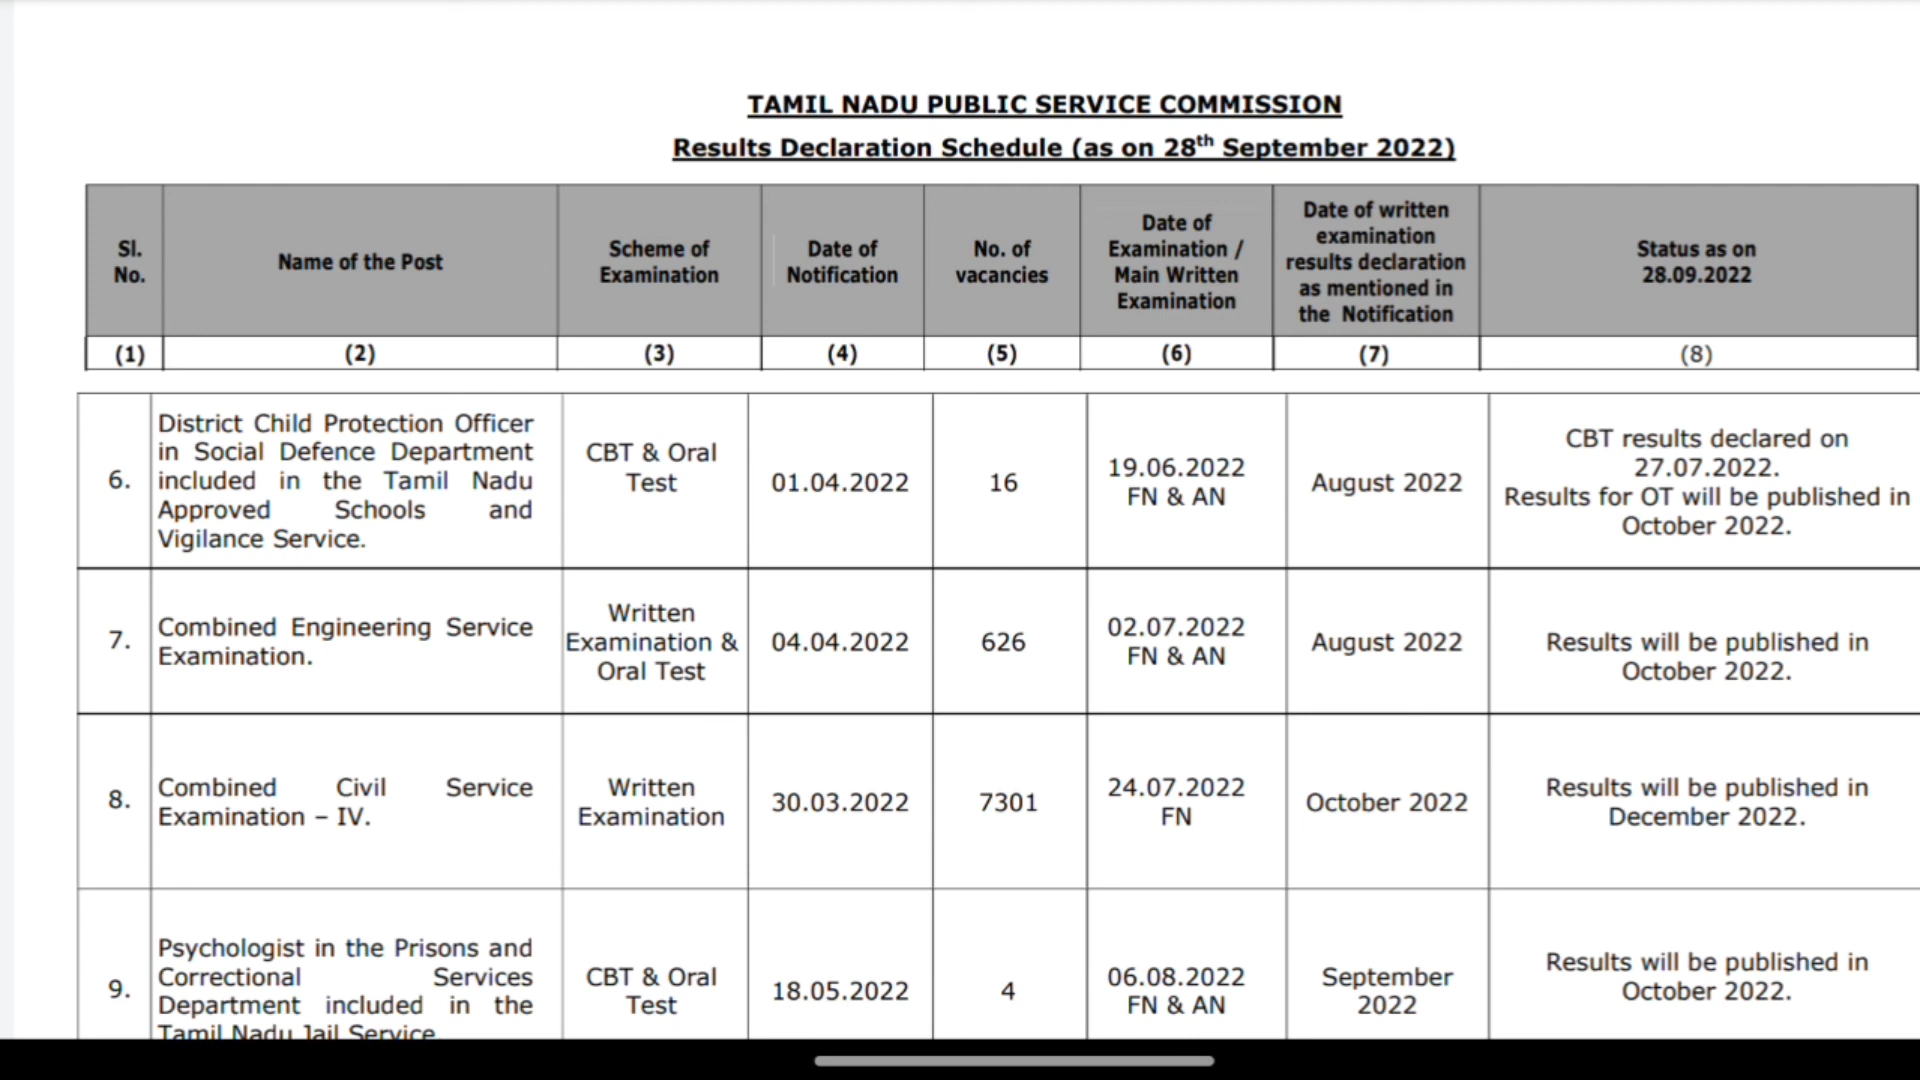 TAMIL NADU PUBLIC SERVICE COMMISSION
Results Declaration Schedule (as on 28th September 2022)
Sl.
No.
Name of the Post
Scheme of
Examination
Date of
Notification
No. of
vacancies
Date of
Examination /
Main Written
Examination
Date of written
examination
results declaration
as mentioned in
the Notification
Status as on
28.09.2022
(1)
(2)
(3)
(4)
(5)
(6)
(7)
(8)
6.
District Child Protection Officer
in Social Defence Department
included in the Tamil Nadu
Approved Schools and
Vigilance Service.
CBT & Oral
Test
01.04.2022
16
19.06.2022
FN & AN
August 2022
CBT results declared on
27.07.2022.
Results for OT will be published in
October 2022.
7.
Combined Engineering Service
Examination.
Written
Examination &
Oral Test
04.04.2022
626
02.07.2022
FN & AN
August 2022
Results will be published in
October 2022.
8.
Combined Civil Service
Examination – IV.
Written
Examination
30.03.2022
7301
24.07.2022
FN
October 2022
Results will be published in
December 2022.
9.
Psychologist in the Prisons and
Correctional Services
Department included in the
Tamil Nadu Jail Service.
CBT & Oral
Test
18.05.2022
4
06.08.2022
FN & AN
September
2022
Results will be published in
October 2022.